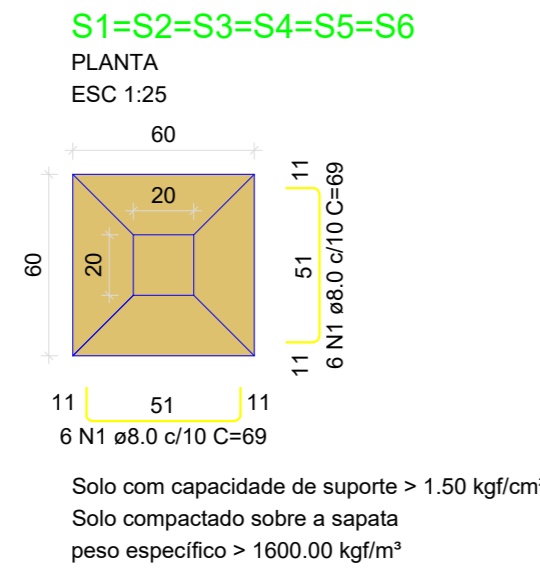 S1=S2=S3=S4=S5=S6
PLANTA
ESC 1:25
60
20
60
20
11
51
11
6 N1 ø8.0 c/10 C=69
11
51
11
6 N1 ø8.0 c/10 C=69
Solo com capacidade de suporte > 1.50 kgf/cm²
Solo compactado sobre a sapata
peso específico > 1600.00 kgf/m³